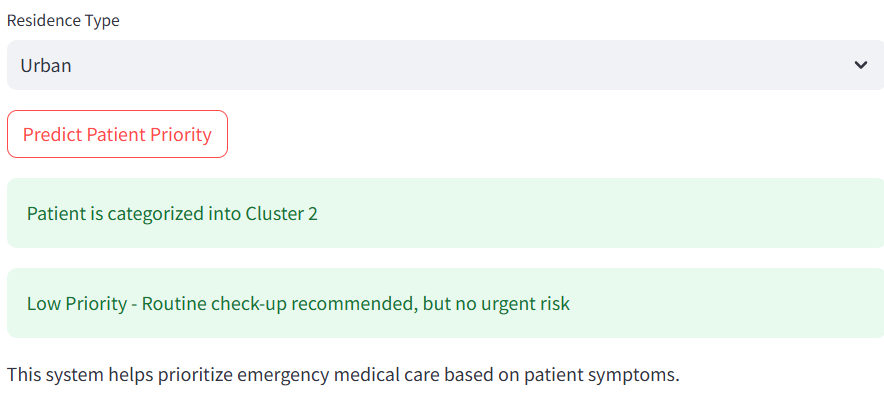 Residence Type
Urban
Predict Patient Priority
Patient is categorized into Cluster 2
Low Priority - Routine check-up recommended, but no urgent risk
This system helps prioritize emergency medical care based on patient symptoms.